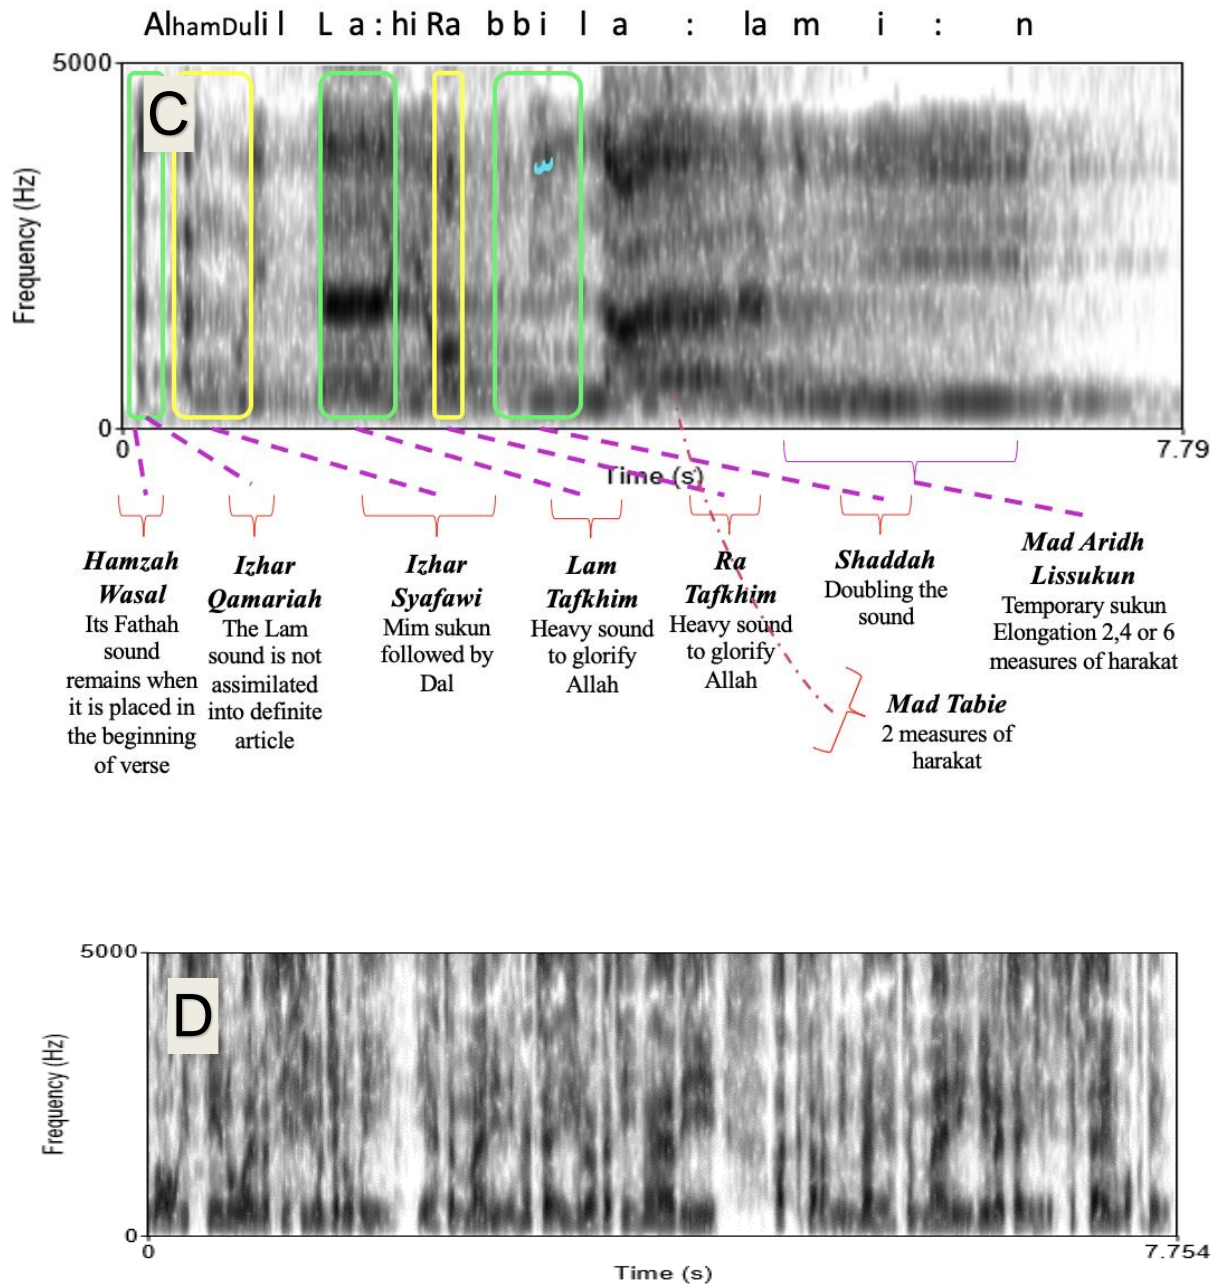 AlhamDulil L a : hi Ra b b i l a : la m i : n
5000
C
Frequency (Hz)
0
0
7.79
Time (s)
Hamzah
Wasal
Its Fathah
sound
remains when
it is placed in
the beginning
of verse
Izhar
Qamariah
The Lam
sound is not
assimilated
into definite
article
Izhar
Syafawi
Mim sukun
followed by
Dal
Lam
Tafkhim
Heavy sound
to glorify
Allah
Ra
Tafkhim
Heavy sound
to glorify
Allah
Shaddah
Doubling the
sound
Mad Aridh
Lissukun
Temporary sukun
Elongation 2,4 or 6
measures of harakat
Mad Tabie
2 measures of
harakat
5000
D
Frequency (Hz)
0
0
7.754
Time (s)